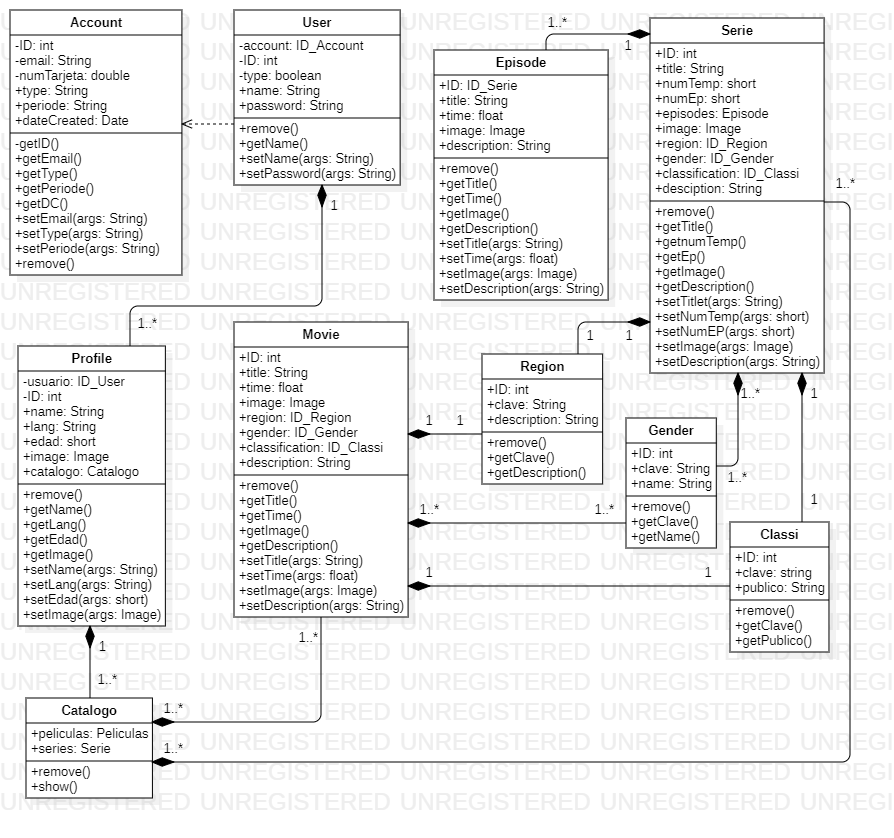 Account
-ID: int
-email: String
-numTarjeta: double
+type: String
+periode: String
+dateCreated: Date
-getID()
+getEmail()
+getType()
+getPeriode()
+getDC()
+setEmail(args: String)
+setType(args: String)
+setPeriode(args: String)
+remove()
User
-account: ID_Account
-ID: int
-type: boolean
+name: String
+password: String
+remove()
+getName()
+setName(args: String)
+setPassword(args: String)
1
1..*
Episode
+ID: ID_Serie
+title: String
+time: float
+image: Image
+description: String
+remove()
+getTitle()
+getTime()
+getImage()
+getDescription()
+setTitle(args: String)
+setTime(args: float)
+setImage(args: Image)
+setDescription(args: String)
1..*
1
Serie
+ID: int
+title: String
+numTemp: short
+numEp: short
+episodes: Episode
+image: Image
+region: ID_Region
+gender: ID_Gender
+classification: ID_Classi
+desciption: String
+remove()
+getTitle()
+getnumTemp()
+getEp()
+getImage()
+getDescription()
+setTitlet(args: String)
+setNumTemp(args: short)
+setNumEP(args: short)
+setImage(args: Image)
+setDescription(args: String)
1..*
Profile
-usuario: ID_User
-ID: int
+name: String
+lang: String
+edad: short
+image: Image
+catalogo: Catalogo
+remove()
+getName()
+getLang()
+getEdad()
+getImage()
+setName(args: String)
+setLang(args: String)
+setEdad(args: short)
+setImage(args: Image)
1
1..*
Movie
+ID: int
+title: String
+time: float
+image: Image
+region: ID_Region
+gender: ID_Gender
+classification: ID_Classi
+description: String
+remove()
+getTitle()
+getTime()
+getImage()
+getDescription()
+setTitle(args: String)
+setTime(args: float)
+setImage(args: Image)
+setDescription(args: String)
1
1
1..*
1..*
1
1
1..*
Region
+ID: int
+clave: String
+description: String
+remove()
+getClave()
+getDescription()
1
1
Gender
+ID: int
+clave: String
+name: String
+remove()
+getClave()
+getName()
1..*
1..*
Classi
+ID: int
+clave: string
+publico: String
+remove()
+getClave()
+getPublico()
1
1
Catalogo
+peliculas: Peliculas
+series: Serie
+remove()
+show()
1..*
1..*